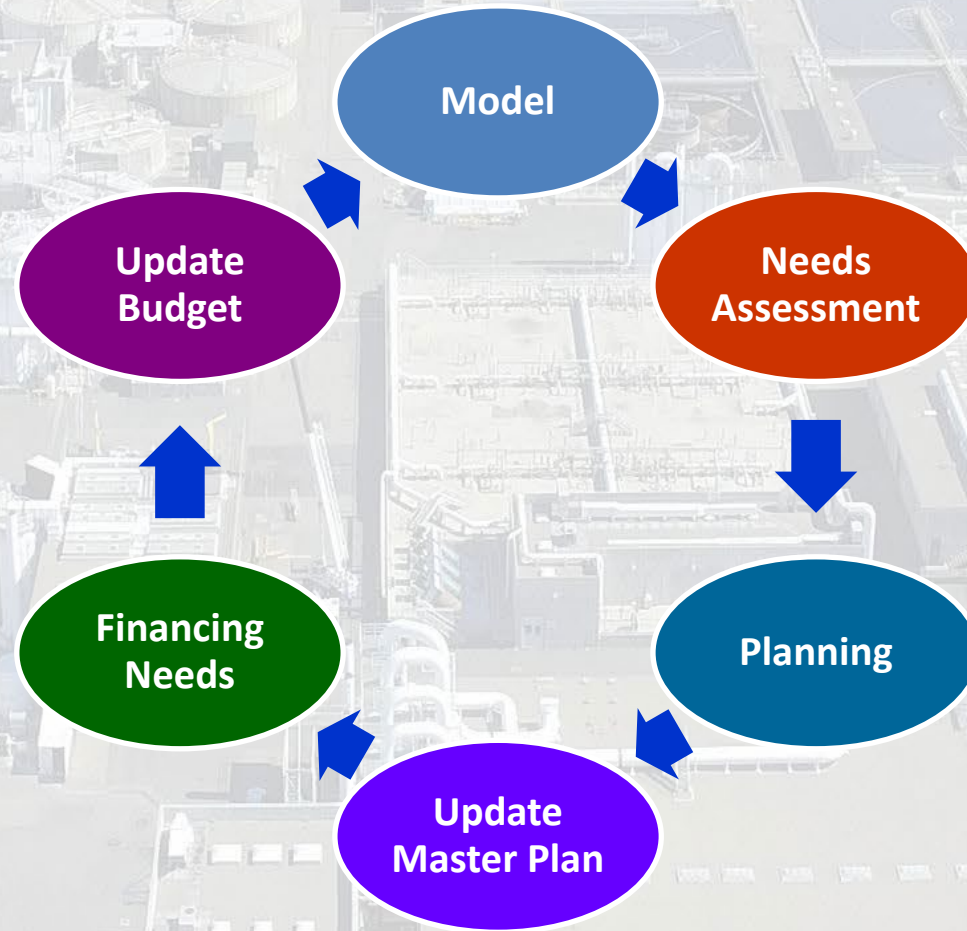 Model
Needs
Assessment
Planning
Update
Master Plan
Financing
Needs
Update
Budget